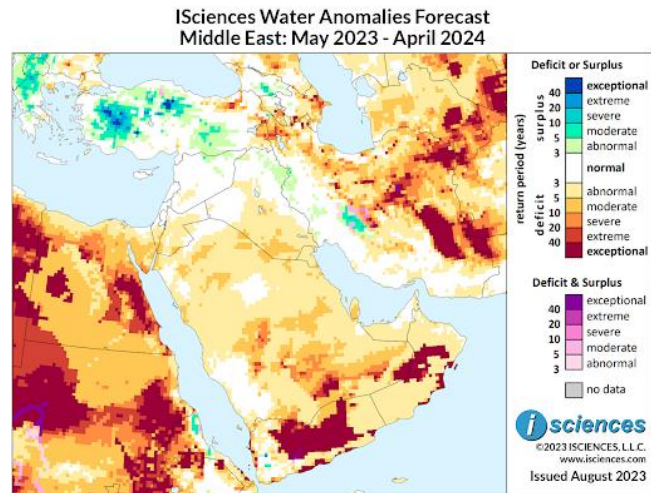 ISciences Water Anomalies Forecast
Middle East: May 2023 - April 2024
Deficit or Surplus
return period (years)
surplus
deficit
exceptional
40
extreme
20
severe
10
moderate
5
abnormal
3
normal
3
abnormal
5
moderate
10
severe
20
extreme
40
exceptional
Deficit & Surplus
exceptional
40
extreme
20
severe
10
moderate
5
abnormal
3
no data
i sciences
©2023 ISCIENCES, L.L.C.
www.isciences.com
Issued August 2023